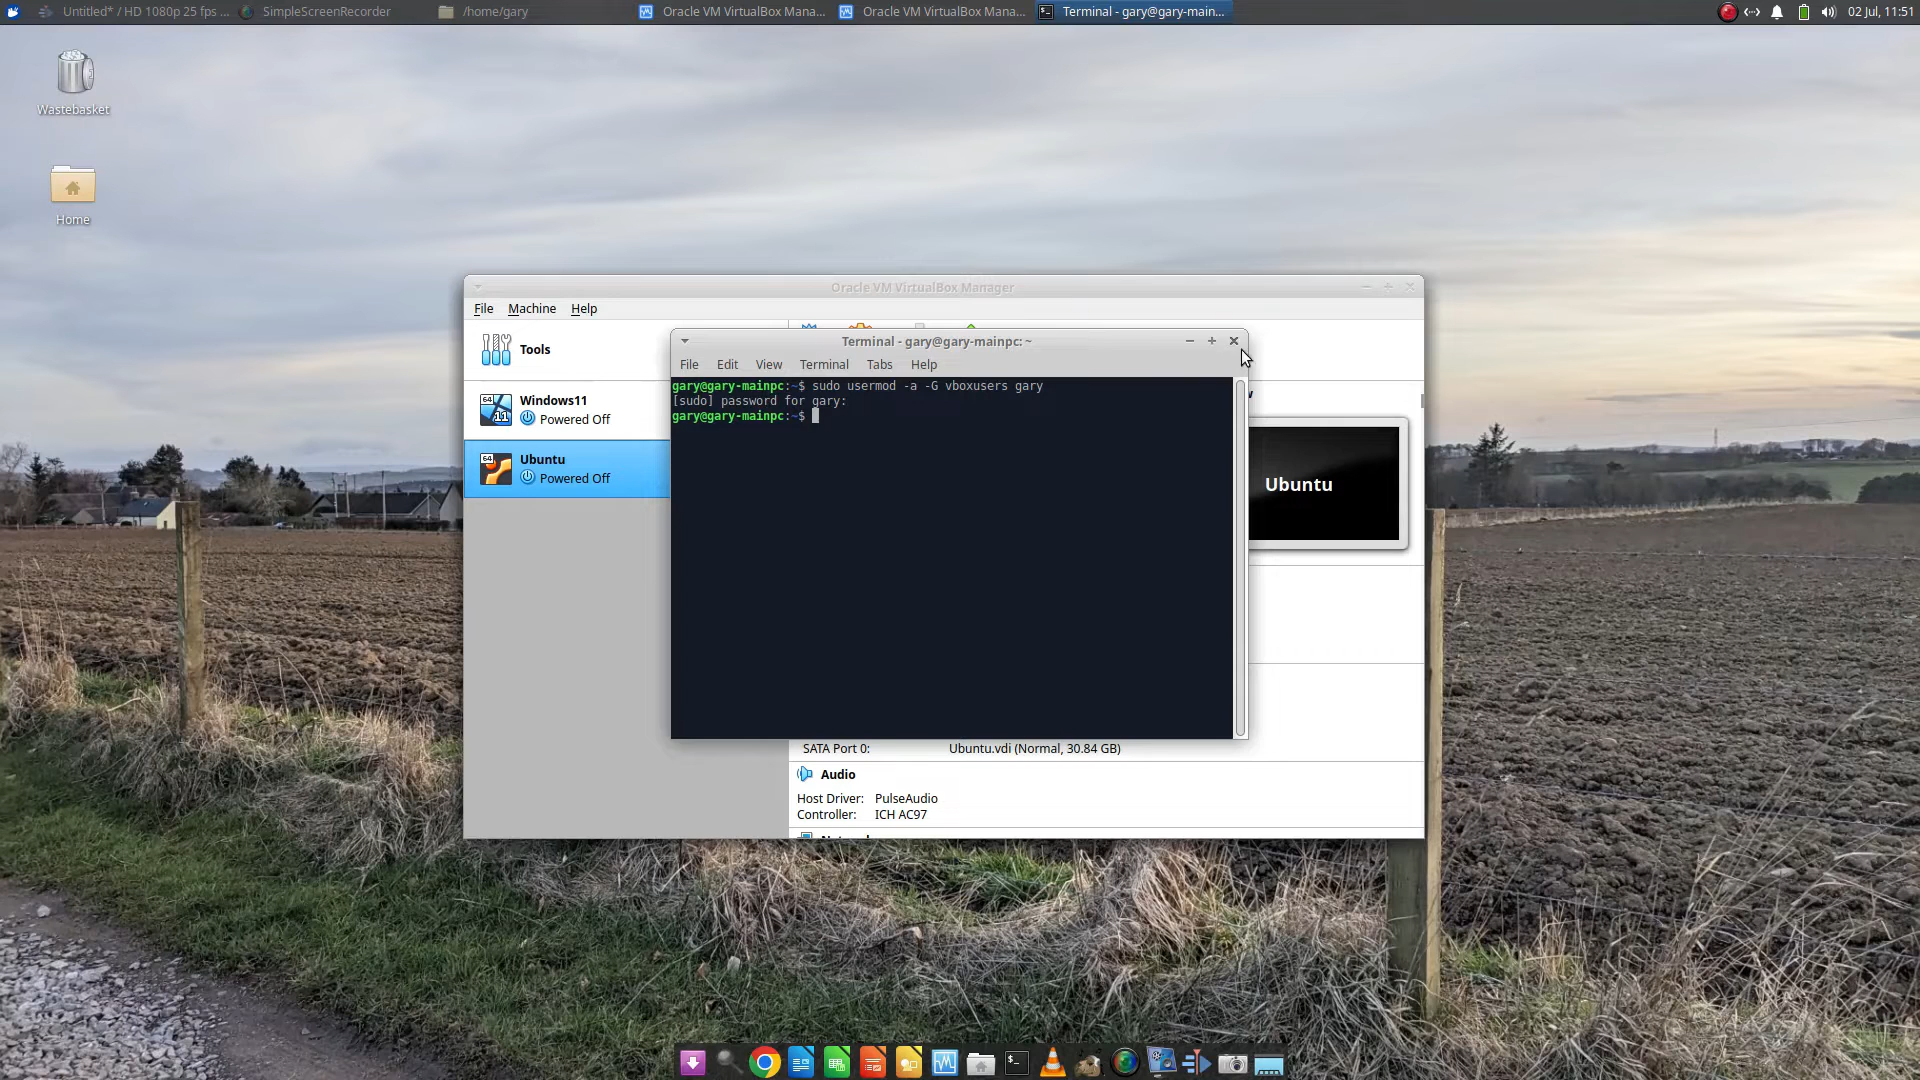 Untitled* / HD 1080p 25 fps ...
SimpleScreenRecorder
/home/gary
Oracle VM VirtualBox Mana...
Oracle VM VirtualBox Mana...
Terminal - gary@gary-main...
02 Jul, 11:51
Wastebasket
Home
Oracle VM VirtualBox Manager
File Machine Help
Tools
64
11
Windows11
Powered Off
64
Ubuntu
Powered Off
Terminal - gary@gary-mainpc: ~
File Edit View Terminal Tabs Help
gary@gary-mainpc:~$ sudo usermod -a -G vboxusers gary
[sudo] password for gary:
gary@gary-mainpc:~$
Ubuntu
SATA Port 0: Ubuntu.vdi (Normal, 30.84 GB)
Audio
Host Driver: PulseAudio
Controller: ICH AC97